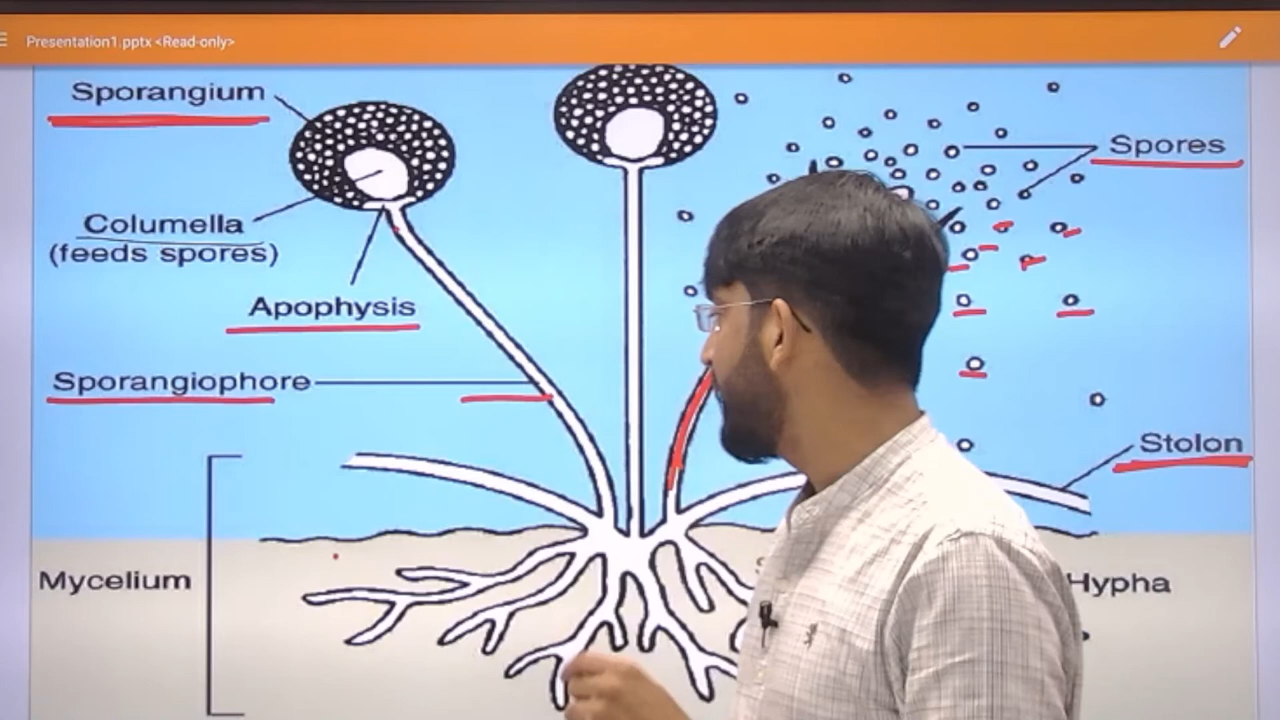 Presentation1.pptx <Read-only>
Sporangium
Spores
Columella
(feeds spores)
Apophysis
Sporangiophore
Stolon
Mycelium
Hypha